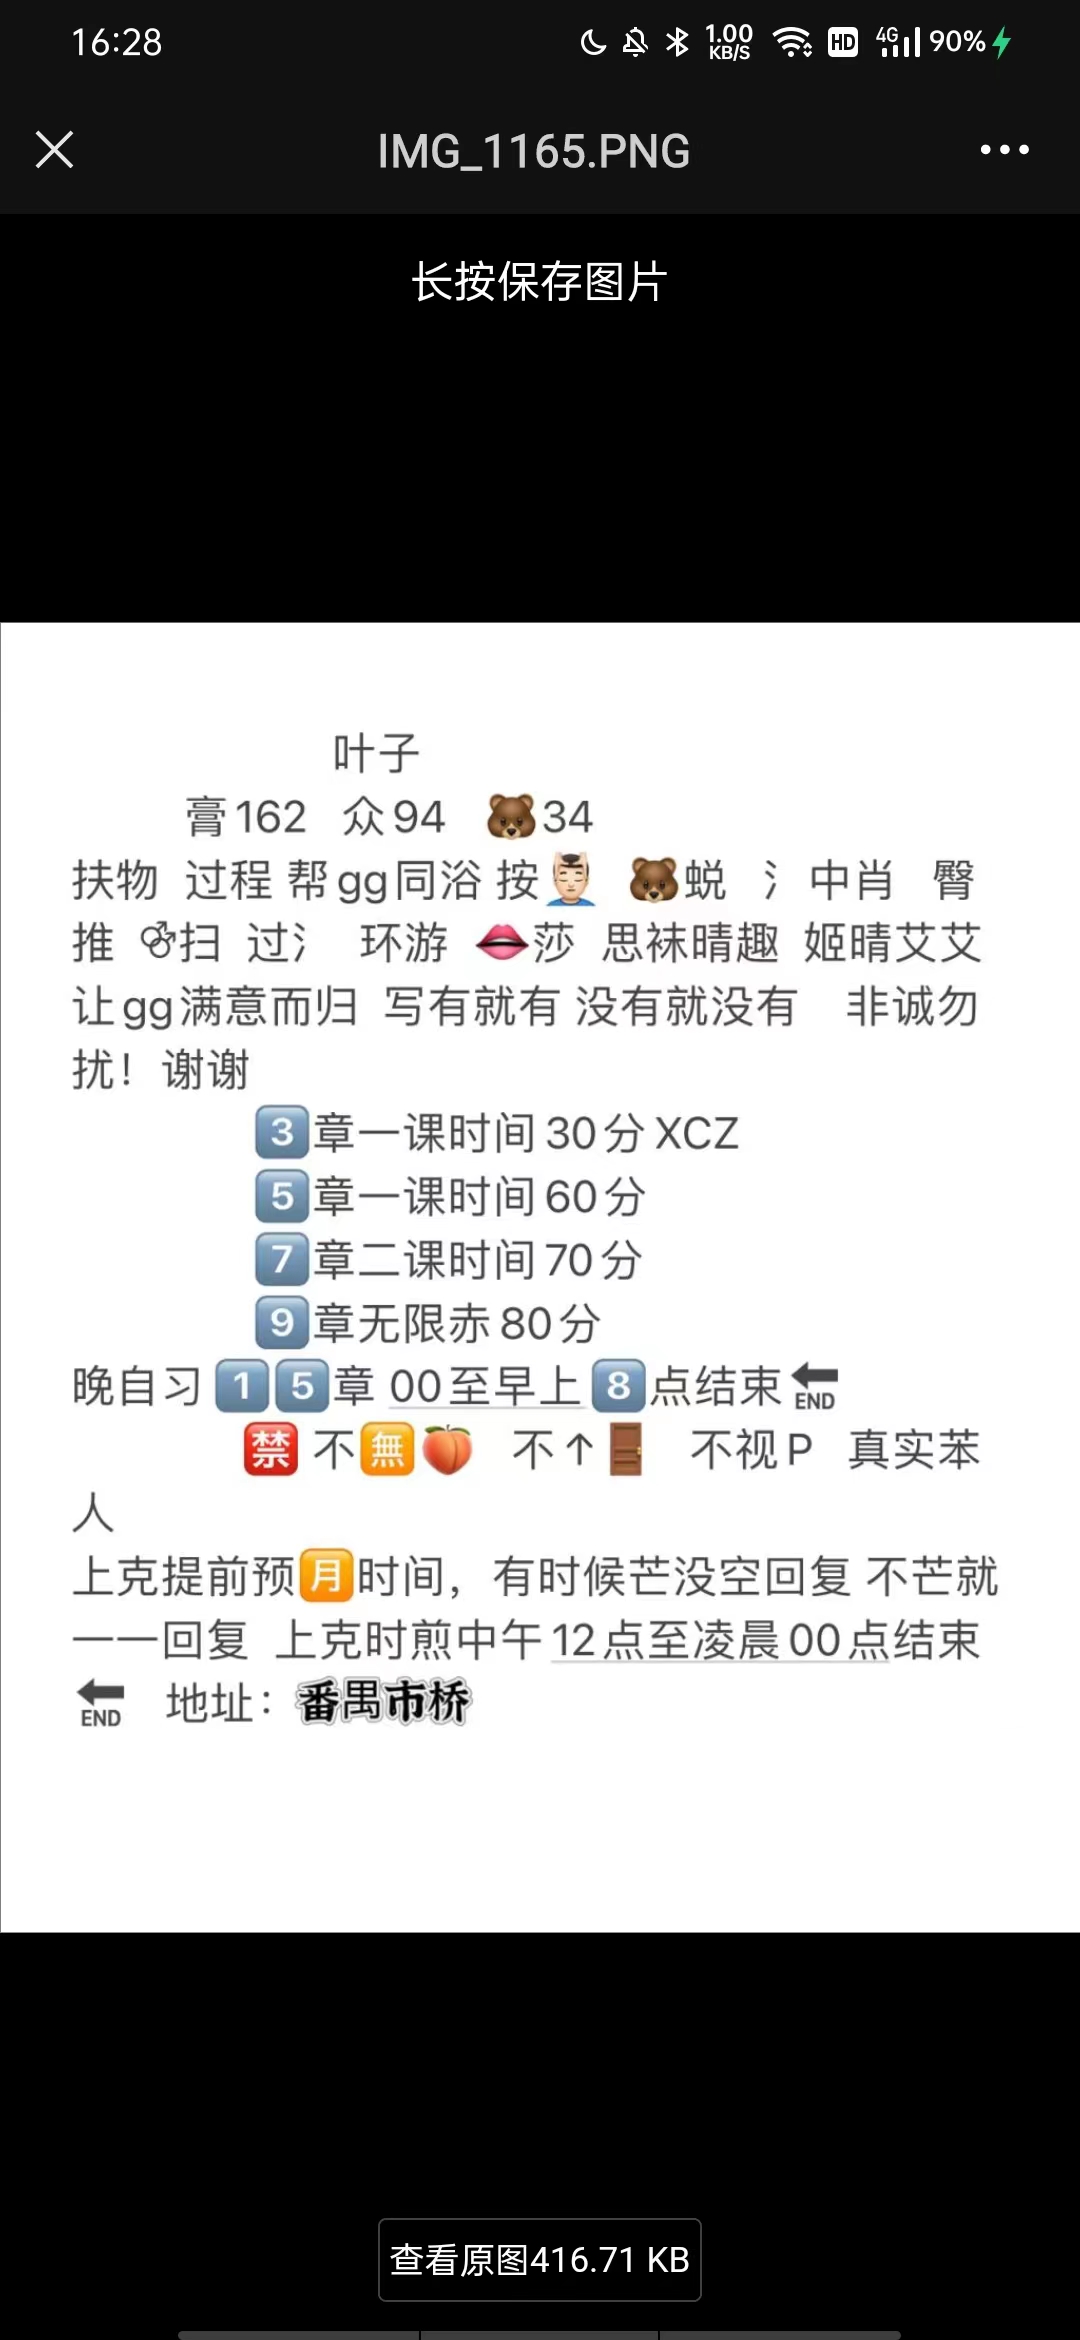 16:28
1.00 KB/S HD 4G 90%
IMG_1165.PNG
长按保存图片
叶子
膏162 众94 🐻34
扶物 过程 帮gg同浴 按💆🏻‍♂️ 🐻蜕 氵中肖 臀
推 ⚣扫 过氵 环游 👄莎 思袜晴趣 姬晴艾艾
让gg满意而归 写有就有 没有就没有 非诚勿
扰！谢谢
3️⃣章一课时间30分XCZ
5️⃣章一课时间60分
7️⃣章二课时间70分
9️⃣章无限赤80分
晚自习1️⃣5️⃣章 00至早上8️⃣点结束🔚
🈲 不🈚🍑 不↑🚪 不视P 真实苯
人
上克提前预🈷️时间，有时候芒没空回复 不芒就
一一回复 上克时煎中午12点至凌晨00点结束
🔚 地址：番禺市桥
查看原图416.71 KB